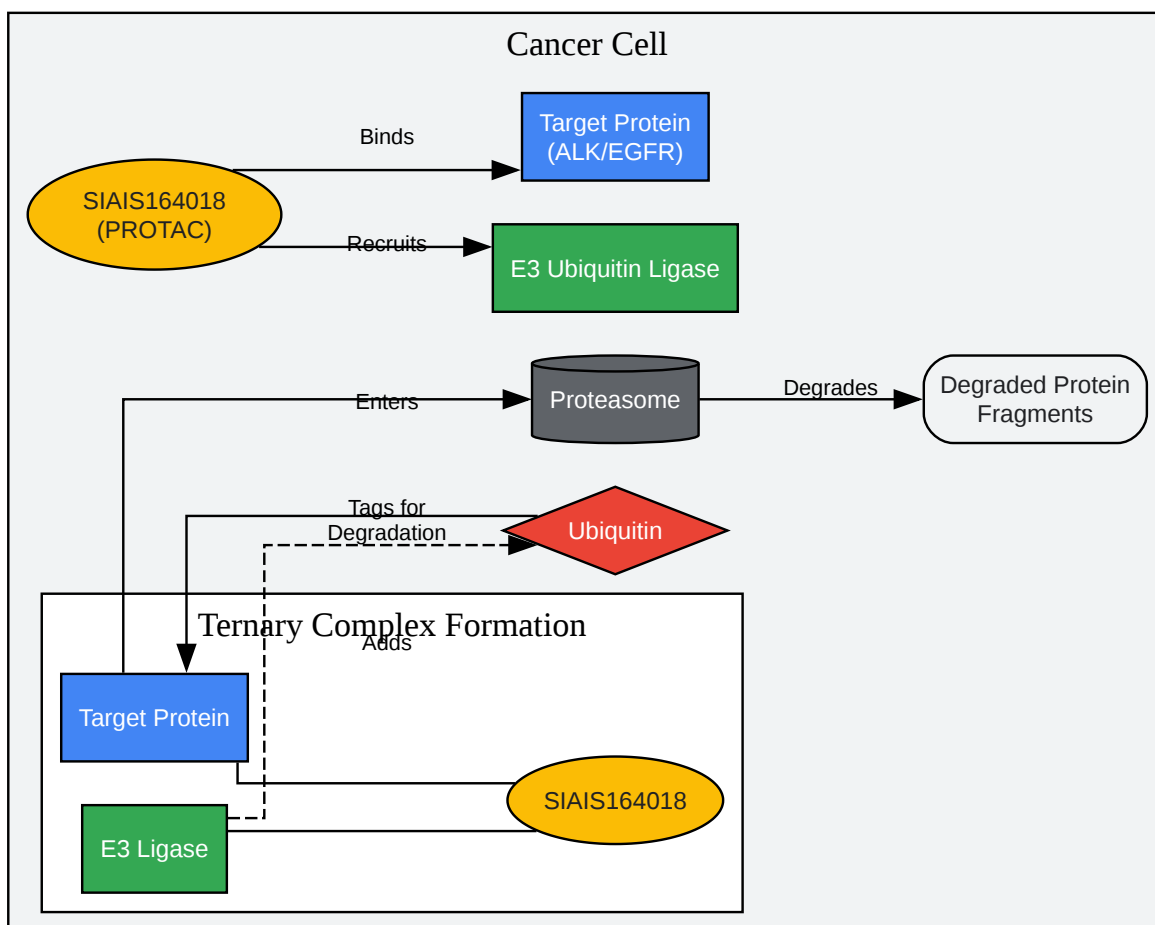 Cancer Cell
Target Protein
(ALK/EGFR)
Binds
SIAIS164018
(PROTAC)
Recruits
E3 Ubiquitin Ligase
Enters
Proteasome
Degrades
Degraded Protein
Fragments
Tags for
Degradation
Ubiquitin
Ternary Complex Formation
Adds
Target Protein
SIAIS164018
E3 Ligase